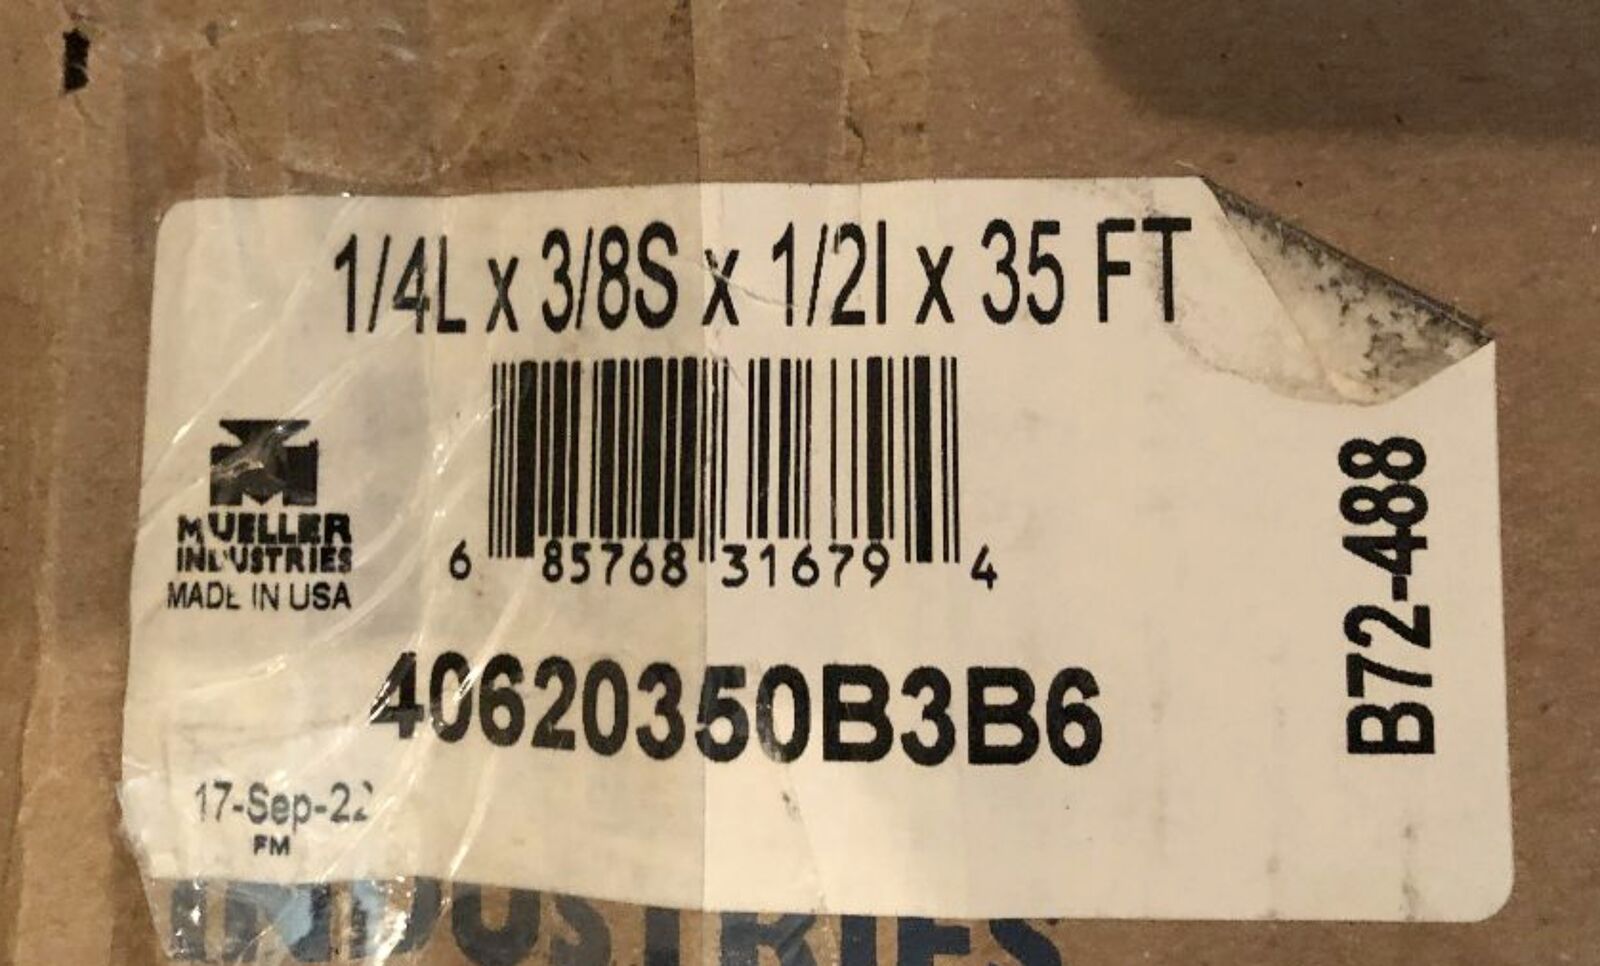 1/4L x 3/8S x 1/2I x 35 FT
MUELLER
INDUSTRIES
MADE IN USA
6 85768 31679 4
40620350B3B6
B72-488
17-Sep-22
FM
INDUSTRIES